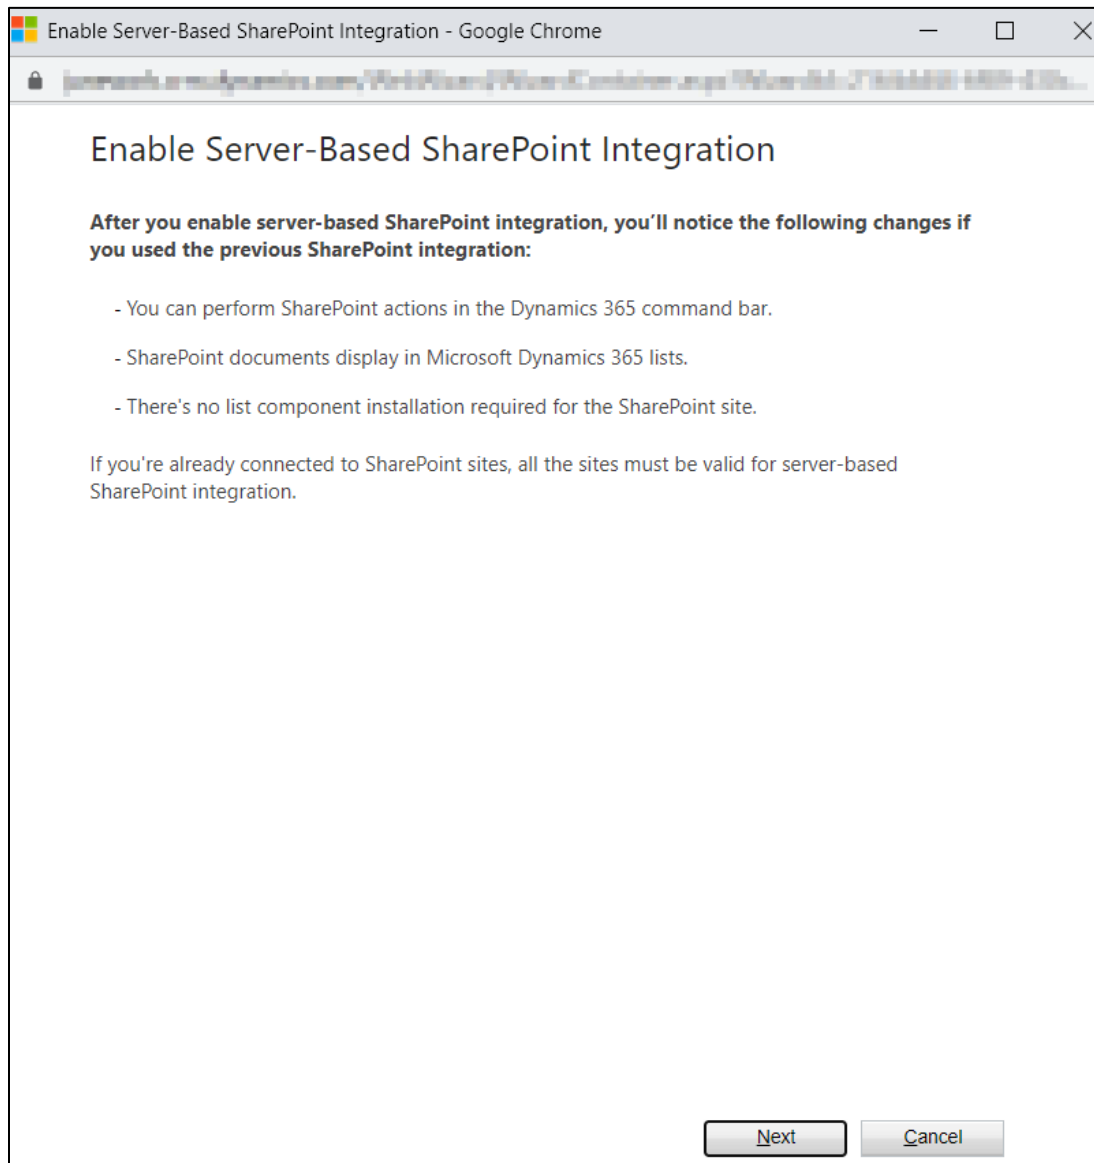 Enable Server-Based SharePoint Integration - Google Chrome
Enable Server-Based SharePoint Integration
After you enable server-based SharePoint integration, you’ll notice the following changes if
you used the previous SharePoint integration:
- You can perform SharePoint actions in the Dynamics 365 command bar.
- SharePoint documents display in Microsoft Dynamics 365 lists.
- There's no list component installation required for the SharePoint site.
If you're already connected to SharePoint sites, all the sites must be valid for server-based
SharePoint integration.
Next
Cancel